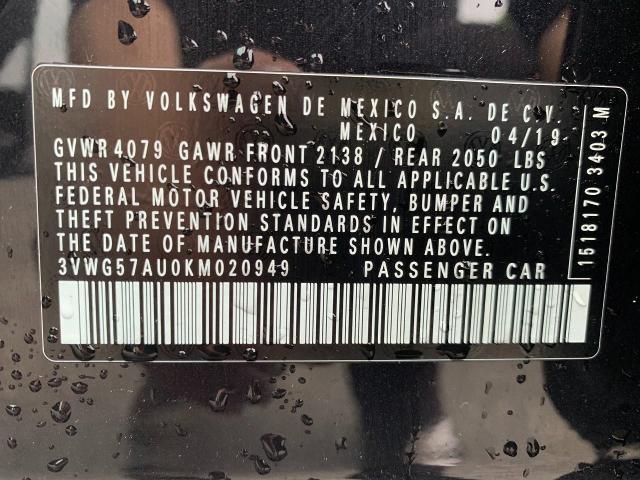 MFD BY VOLKSWAGEN DE MEXICO S.A. DE C.V.
MEXICO 04/19
GVWR 4079 GAWR FRONT 2138 / REAR 2050 LBS
THIS VEHICLE CONFORMS TO ALL APPLICABLE U.S.
FEDERAL MOTOR VEHICLE SAFETY, BUMPER AND
THEFT PREVENTION STANDARDS IN EFFECT ON
THE DATE OF MANUFACTURE SHOWN ABOVE.
3VWG57AU0KM020949 PASSENGER CAR
1518170 3403 M